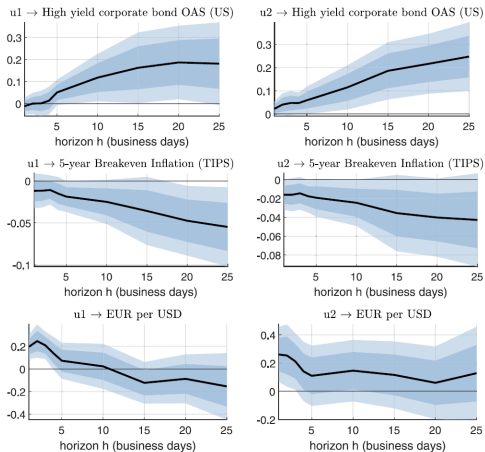 u1 → High yield corporate bond OAS (US)
u2 → High yield corporate bond OAS (US)
0.3
0.2
0.1
0
5 10 15 20 25
horizon h (business days)
0.3
0.2
0.1
0
5 10 15 20 25
horizon h (business days)
u1 → 5-year Breakeven Inflation (TIPS)
u2 → 5-year Breakeven Inflation (TIPS)
0
-0.05
-0.1
5 10 15 20 25
horizon h (business days)
0
-0.02
-0.04
-0.06
-0.08
5 10 15 20 25
horizon h (business days)
u1 → EUR per USD
u2 → EUR per USD
0.2
0
-0.2
-0.4
5 10 15 20 25
horizon h (business days)
0.4
0.2
0
-0.2
5 10 15 20 25
horizon h (business days)